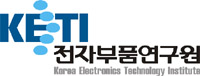 KETI
전자부품연구원
Korea Electronics Technology Institute